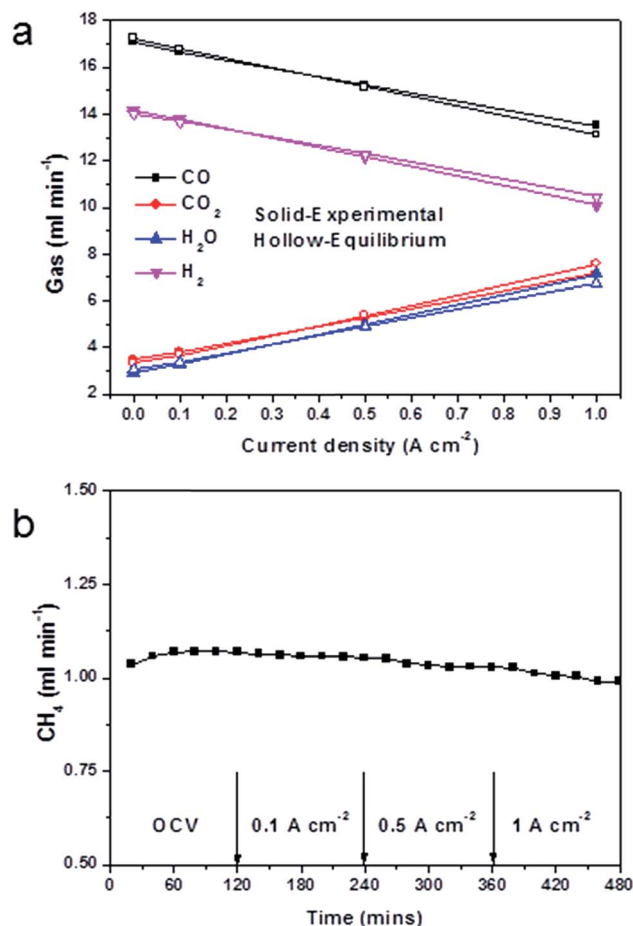 a
18
16
14
12
10
8
6
4
2
Gas (ml min⁻¹)
CO
CO₂
H₂O
H₂
Solid-Experimental
Hollow-Equilibrium
0.0 0.1 0.2 0.3 0.4 0.5 0.6 0.7 0.8 0.9 1.0
Current density (A cm⁻²)
b
1.50
1.25
1.00
0.75
0.50
CH₄ (ml min⁻¹)
OCV 0.1 A cm⁻² 0.5 A cm⁻² 1 A cm⁻²
0 60 120 180 240 300 360 420 480
Time (mins)